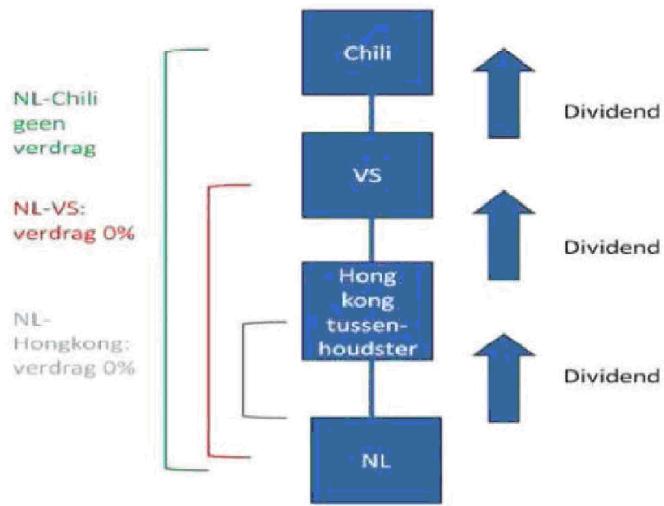 Chili
NL-Chili
geen
verdrag
Dividend
VS
NL-VS:
verdrag 0%
Dividend
Hong
kong
tussen-
houdster
NL-
Hongkong:
verdrag 0%
Dividend
NL